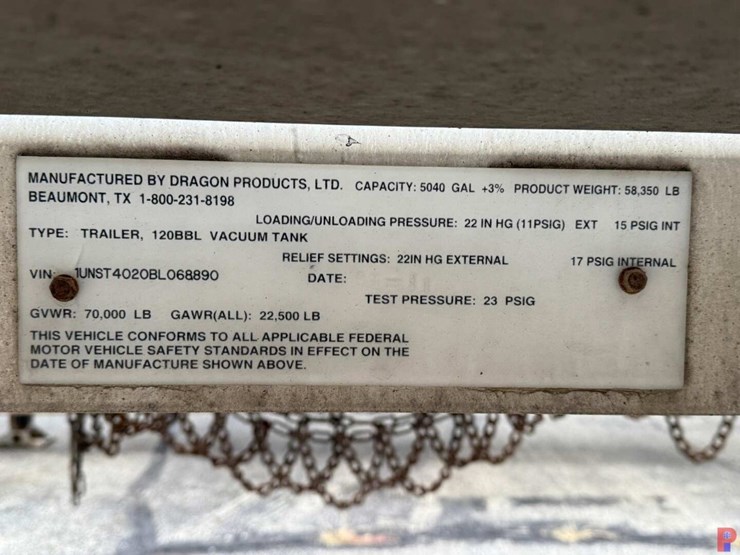 MANUFACTURED BY DRAGON PRODUCTS, LTD. CAPACITY: 5040 GAL +3% PRODUCT WEIGHT: 58,350 LB
BEAUMONT, TX 1-800-231-8198
LOADING/UNLOADING PRESSURE: 22 IN HG (11PSIG) EXT 15 PSIG INT
TYPE: TRAILER, 120BBL VACUUM TANK
RELIEF SETTINGS: 22IN HG EXTERNAL 17 PSIG INTERNAL
VIN: 1UNST4020BL068890
DATE:
TEST PRESSURE: 23 PSIG
GVWR: 70,000 LB GAWR(ALL): 22,500 LB
THIS VEHICLE CONFORMS TO ALL APPLICABLE FEDERAL
MOTOR VEHICLE SAFETY STANDARDS IN EFFECT ON THE
DATE OF MANUFACTURE SHOWN ABOVE.